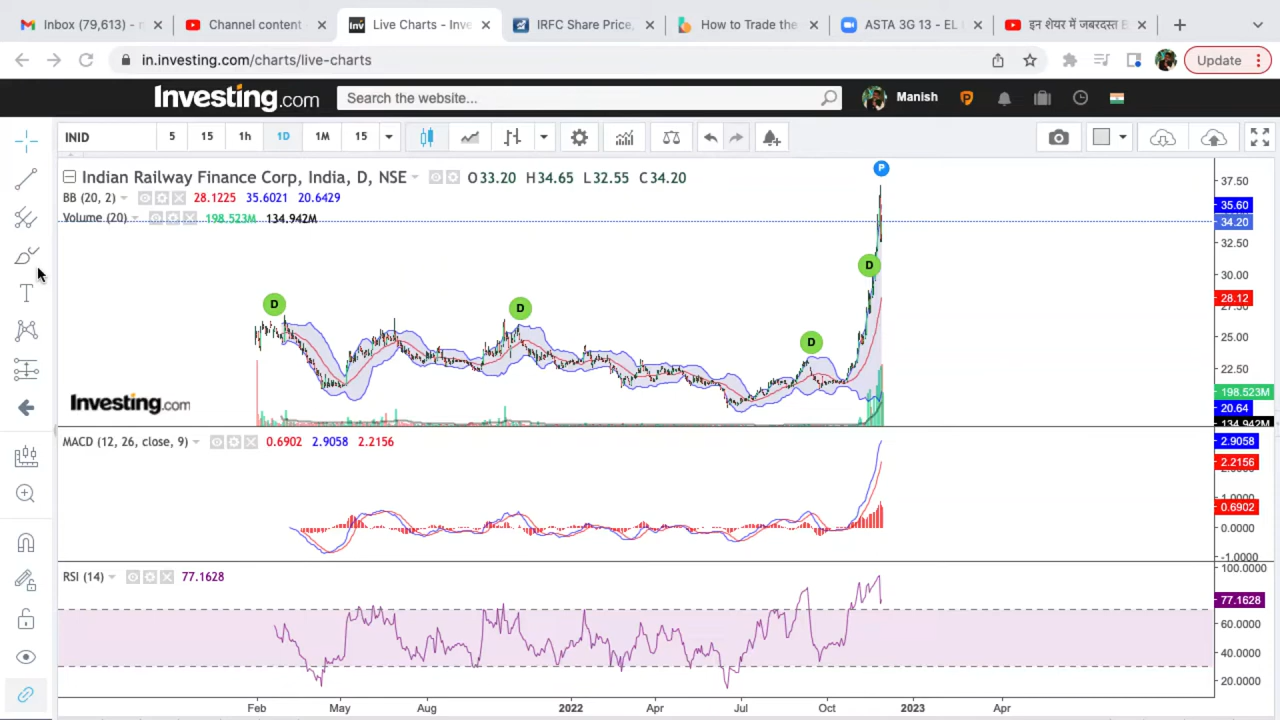 Inbox (79,613) -
Channel content
Live Charts - Inve
IRFC Share Price,
How to Trade the
ASTA 3G 13 - EL
इन शेयर में जबरदस्त
in.investing.com/charts/live-charts
Update
Investing.com
Search the website...
Manish
INID
5
15
1h
1D
1M
15
Indian Railway Finance Corp, India, D, NSE
O33.20 H34.65 L32.55 C34.20
BB (20, 2) 28.1225 35.6021 20.6429
Volume (20) 198.523M 134.942M
P
D
D
D
D
37.50
35.60
34.20
32.50
30.00
28.12
27.50
25.00
22.50
198.523M
20.64
134.942M
Investing.com
MACD (12, 26, close, 9) 0.6902 2.9058 2.2156
2.9058
2.2156
1.0000
0.6902
0.0000
-1.0000
RSI (14) 77.1628
100.0000
77.1628
60.0000
40.0000
20.0000
Feb May Aug 2022 Apr Jul Oct 2023 Apr